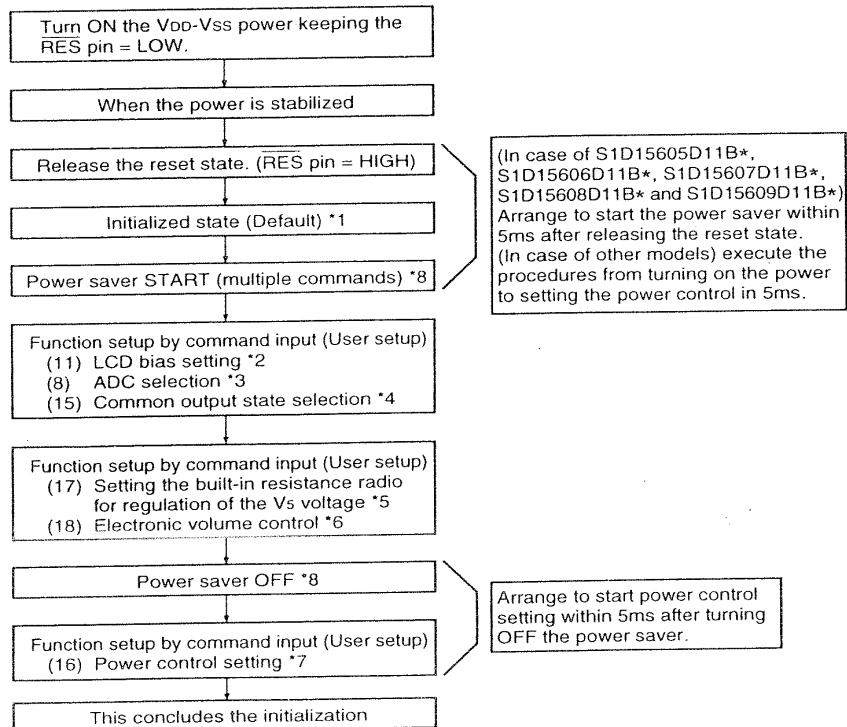 Turn ON the VDD-VSS power keeping the
RES pin = LOW.
When the power is stabilized
Release the reset state. (RES pin = HIGH)
Initialized state (Default) *1
Power saver START (multiple commands) *8
(In case of S1D15605D11B*,
S1D15606D11B*, S1D15607D11B*,
S1D15608D11B* and S1D15609D11B*)
Arrange to start the power saver within
5ms after releasing the reset state.
(In case of other models) execute the
procedures from turning on the power
to setting the power control in 5ms.
Function setup by command input (User setup)
(11) LCD bias setting *2
(8) ADC selection *3
(15) Common output state selection *4
Function setup by command input (User setup)
(17) Setting the built-in resistance radio
for regulation of the V5 voltage *5
(18) Electronic volume control *6
Power saver OFF *8
Function setup by command input (User setup)
(16) Power control setting *7
Arrange to start power control
setting within 5ms after turning
OFF the power saver.
This concludes the initialization